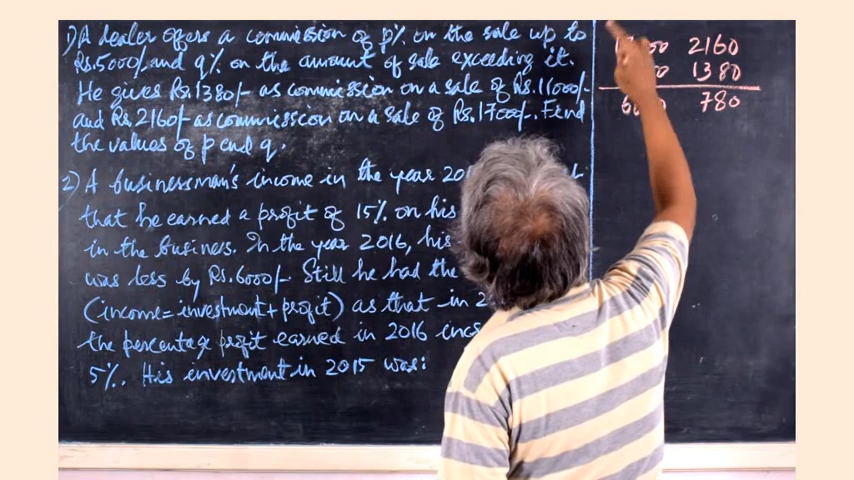 1) A dealer offers a commission of p% on the sale up to
Rs.5000/- and q% on the amount of sale exceeding it.
He gives Rs.1380/- as commission on a sale of Rs.11000/-
and Rs.2160/- as commission on a sale of Rs.17000/-. Find
the values of p and q.
2) A businessman's income in the year
that he earned a profit of 15% on his
in the business. In the year 2016, his
was less by Rs.6000/- Still he had the
(income=investment+profit) as that in
the percentage profit earned in 2016
5%. His investment in 2015 was:
2160
1380
780